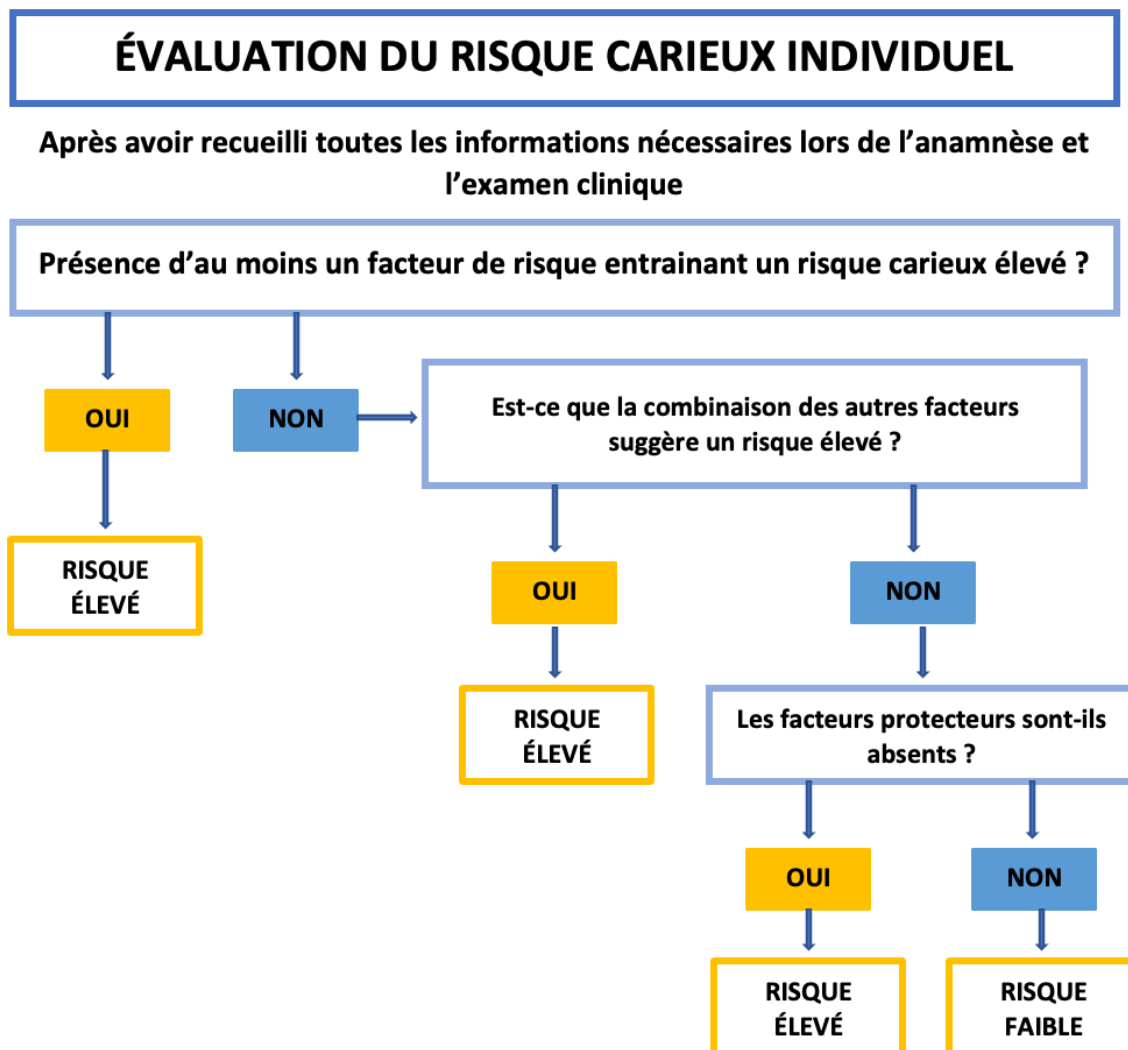 ÉVALUATION DU RISQUE CARIEUX INDIVIDUEL
Après avoir recueilli toutes les informations nécessaires lors de l’anamnèse et
l’examen clinique
Présence d’au moins un facteur de risque entrainant un risque carieux élevé ?
OUI
NON
Est-ce que la combinaison des autres facteurs
suggère un risque élevé ?
RISQUE
ÉLEVÉ
OUI
NON
RISQUE
ÉLEVÉ
Les facteurs protecteurs sont-ils
absents ?
OUI
NON
RISQUE
ÉLEVÉ
RISQUE
FAIBLE